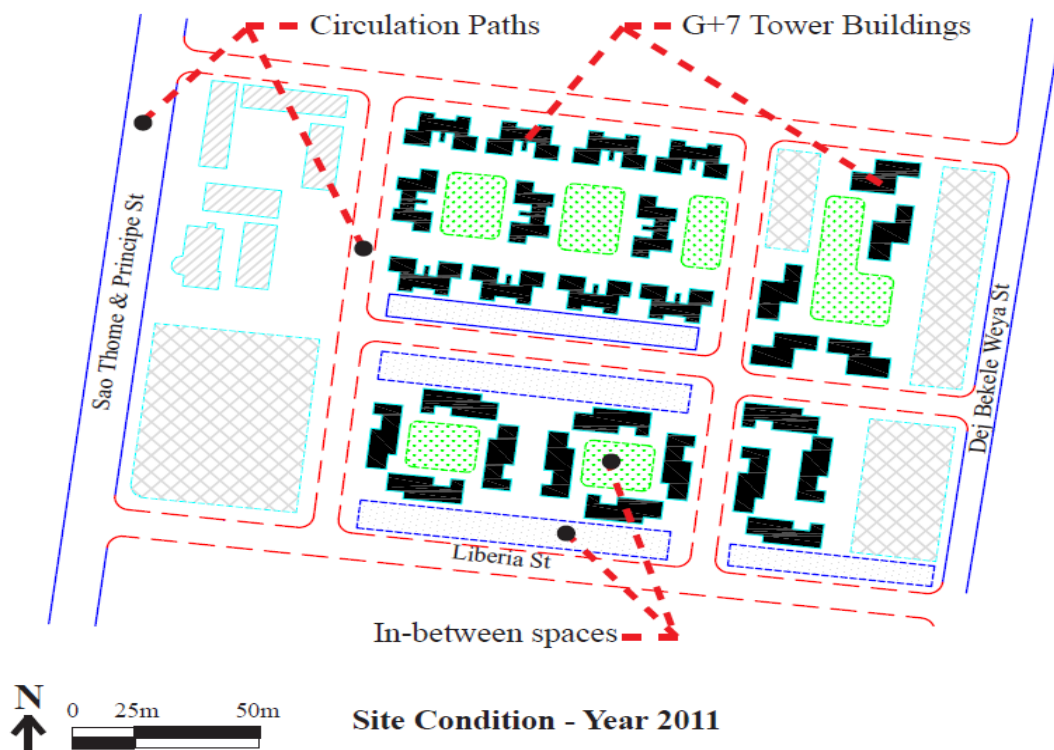 Circulation Paths
G+7 Tower Buildings
Sao Thome & Principe St
Dej Bekele Weya St
Liberia St
In-between spaces
N
0 25m 50m
Site Condition - Year 2011